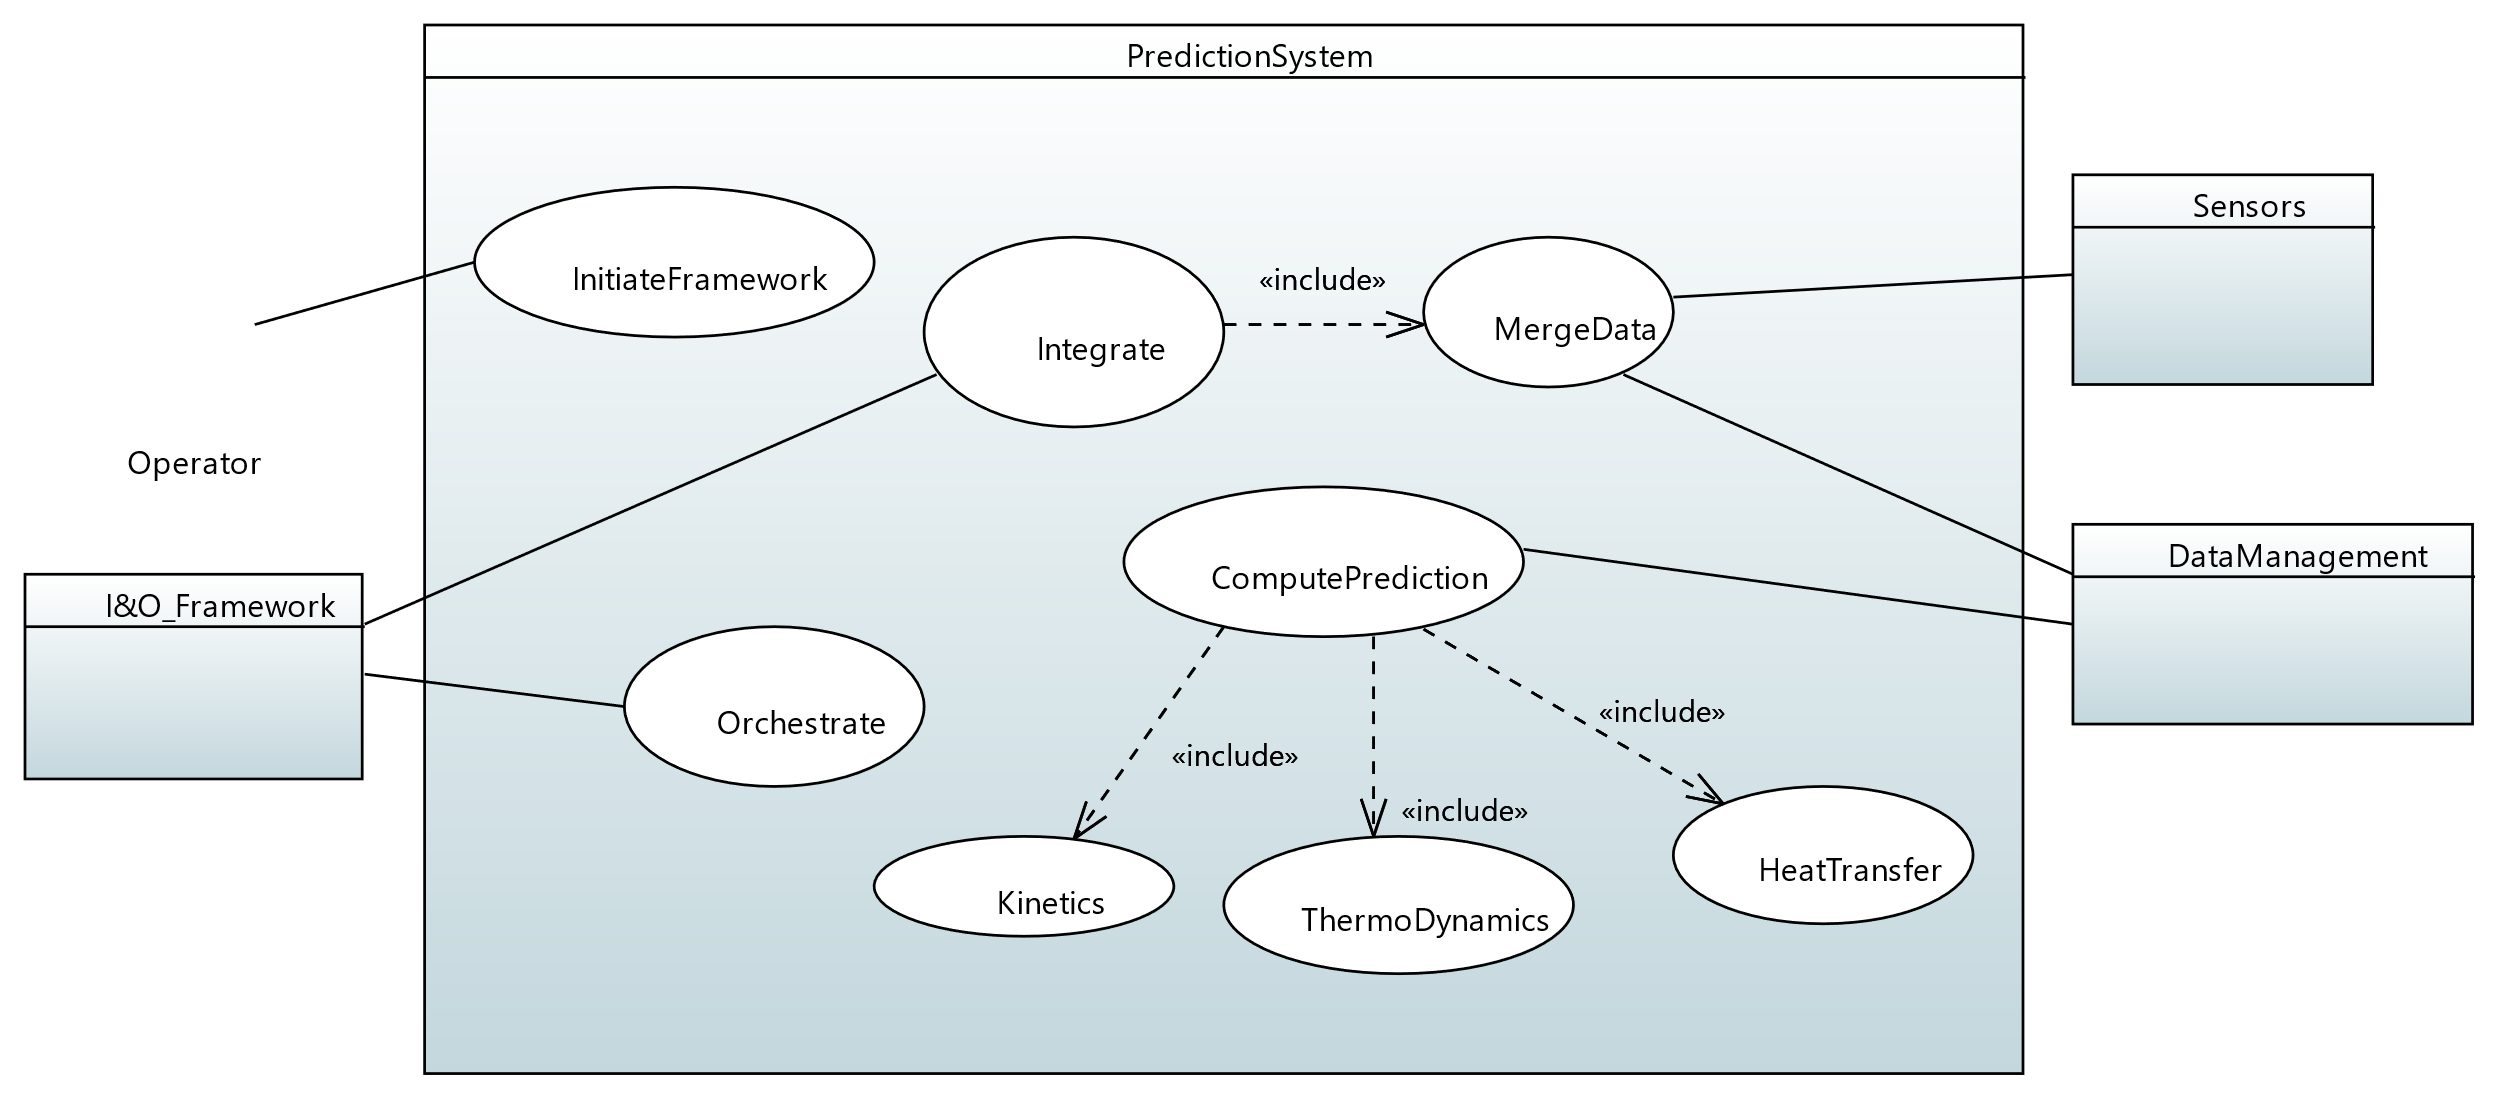 PredictionSystem
Sensors
InitiateFramework
«include»
MergeData
Integrate
Operator
DataManagement
ComputePrediction
I&O_Framework
Orchestrate
«include»
«include»
«include»
HeatTransfer
Kinetics
ThermoDynamics